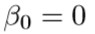 β₀ = 0